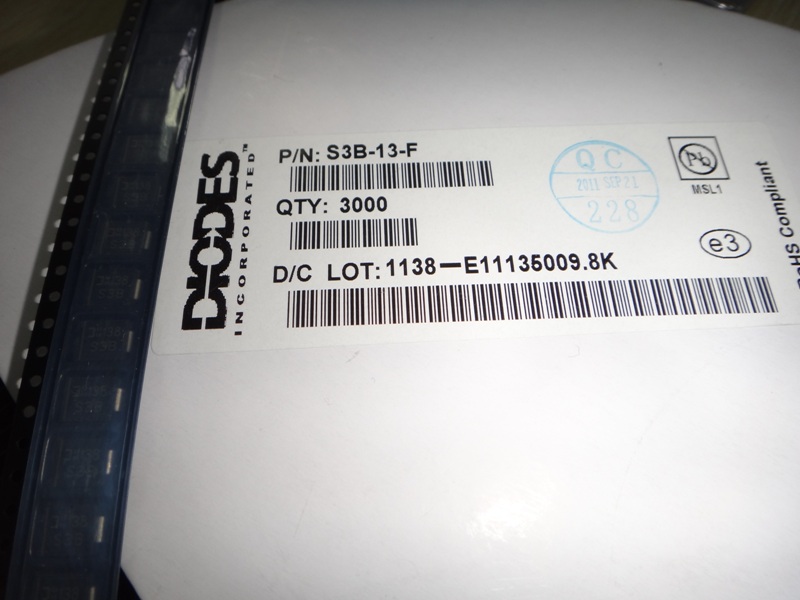 DIODES™
INCORPORATED
P/N: S3B-13-F
QTY: 3000
D/C LOT: 1138—E11135009.8K
QC
2011 SEP 21
228
Pb
MSL1
e3
RoHS Compliant